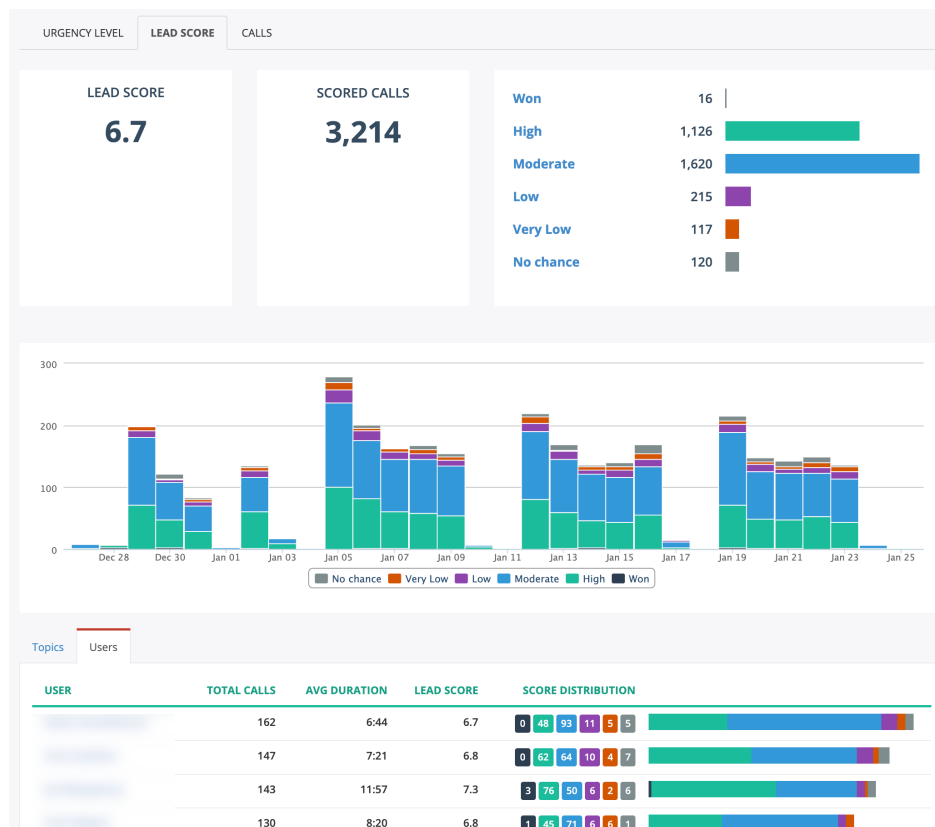 URGENCY LEVEL LEAD SCORE CALLS
LEAD SCORE
6.7
SCORED CALLS
3,214
Won 16
High 1,126
Moderate 1,620
Low 215
Very Low 117
No chance 120
300
200
100
0
Dec 28 Dec 30 Jan 01 Jan 03 Jan 05 Jan 07 Jan 09 Jan 11 Jan 13 Jan 15 Jan 17 Jan 19 Jan 21 Jan 23 Jan 25
No chance Very Low Low Moderate High Won
Topics Users
USER TOTAL CALLS AVG DURATION LEAD SCORE SCORE DISTRIBUTION
162 6:44 6.7 0 48 93 11 5 5
147 7:21 6.8 0 62 64 10 4 7
143 11:57 7.3 3 76 50 6 2 6
130 8:20 6.8 1 45 71 6 6 1